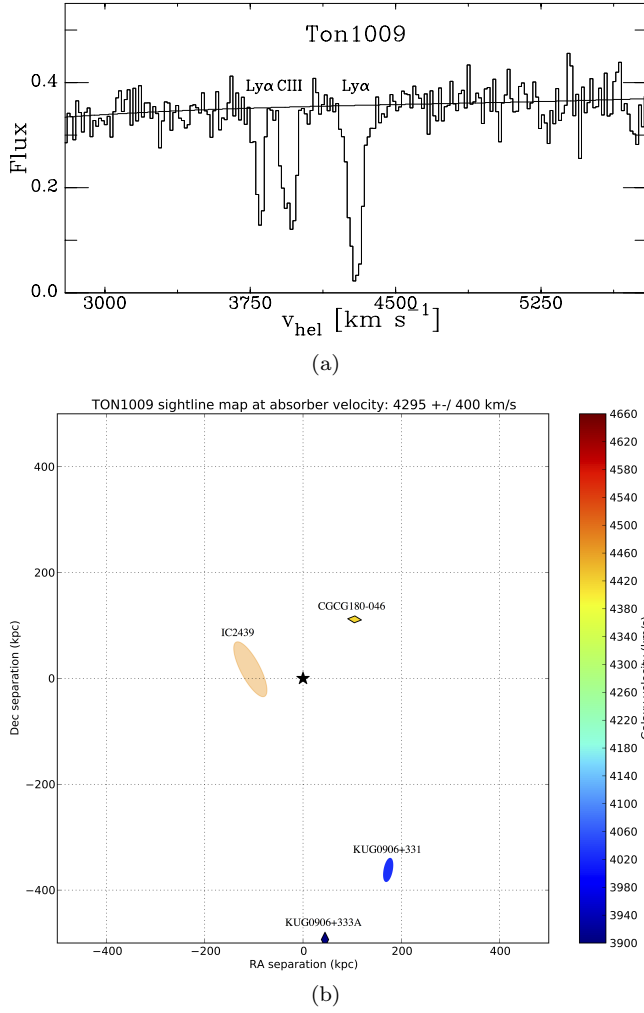 Ton1009
Lyα CIII Lyα
Flux
0.4
0.2
0.0
3000 3750 4500 5250
v_hel [km s⁻¹]
(a)
TON1009 sightline map at absorber velocity: 4295 +-/ 400 km/s
Dec separation (kpc)
400
200
0
−200
−400
CGCG180-046
IC2439
KUG0906+331
KUG0906+333A
−400 −200 0 200 400
RA separation (kpc)
4660
4620
4580
4540
4500
4460
4420
4380
4340
4300
4260
4220
4180
4140
4100
4060
4020
3980
3940
3900
(b)